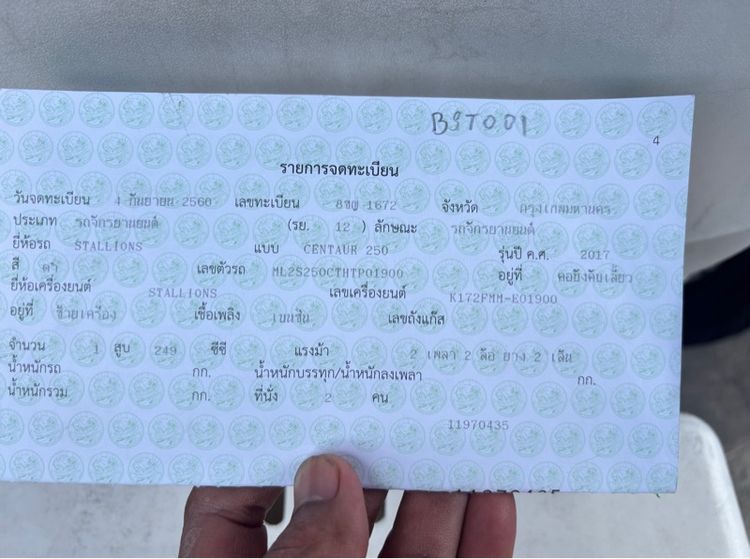 BST001
4
รายการจดทะเบียน
วันจดทะเบียน 4 กันยายน 2560 เลขทะเบียน 8ขญ 1672 จังหวัด กรุงเทพมหานคร
ประเภท รถจักรยานยนต์ (รย. 12 ) ลักษณะ รถจักรยานยนต์
ยี่ห้อรถ STALLIONS แบบ CENTAUR 250 รุ่นปี ค.ศ. 2017
สี ดำ เลขตัวรถ ML2S250CTHTP01900 อยู่ที่ คอบังคับเลี้ยว
ยี่ห้อเครื่องยนต์ STALLIONS เลขเครื่องยนต์ K172FMM-E01900
อยู่ที่ ซ้ายเครื่อง เชื้อเพลิง เบนซิน เลขถังแก๊ส
จำนวน 1 สูบ 249 ซีซี แรงม้า 2 เพลา 2 ล้อ ยาง 2 เส้น
น้ำหนักรถ กก. น้ำหนักบรรทุก/น้ำหนักลงเพลา กก.
น้ำหนักรวม กก. ที่นั่ง 2 คน
11970435